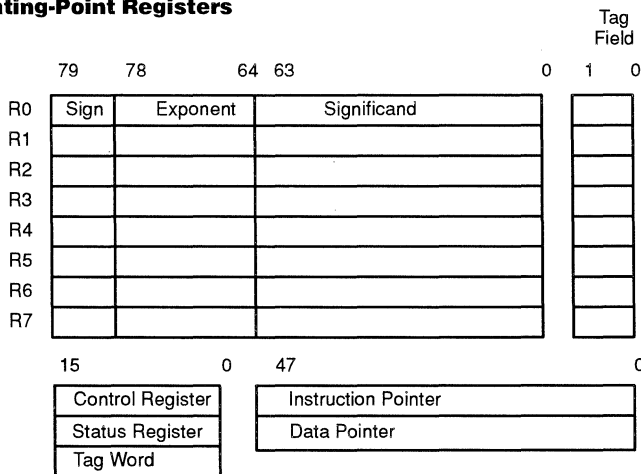 ating-Point Registers
Tag
Field
79 78 64 63 0 1 0
R0 Sign Exponent Significand
R1
R2
R3
R4
R5
R6
R7
15 0 47 0
Control Register Instruction Pointer
Status Register Data Pointer
Tag Word